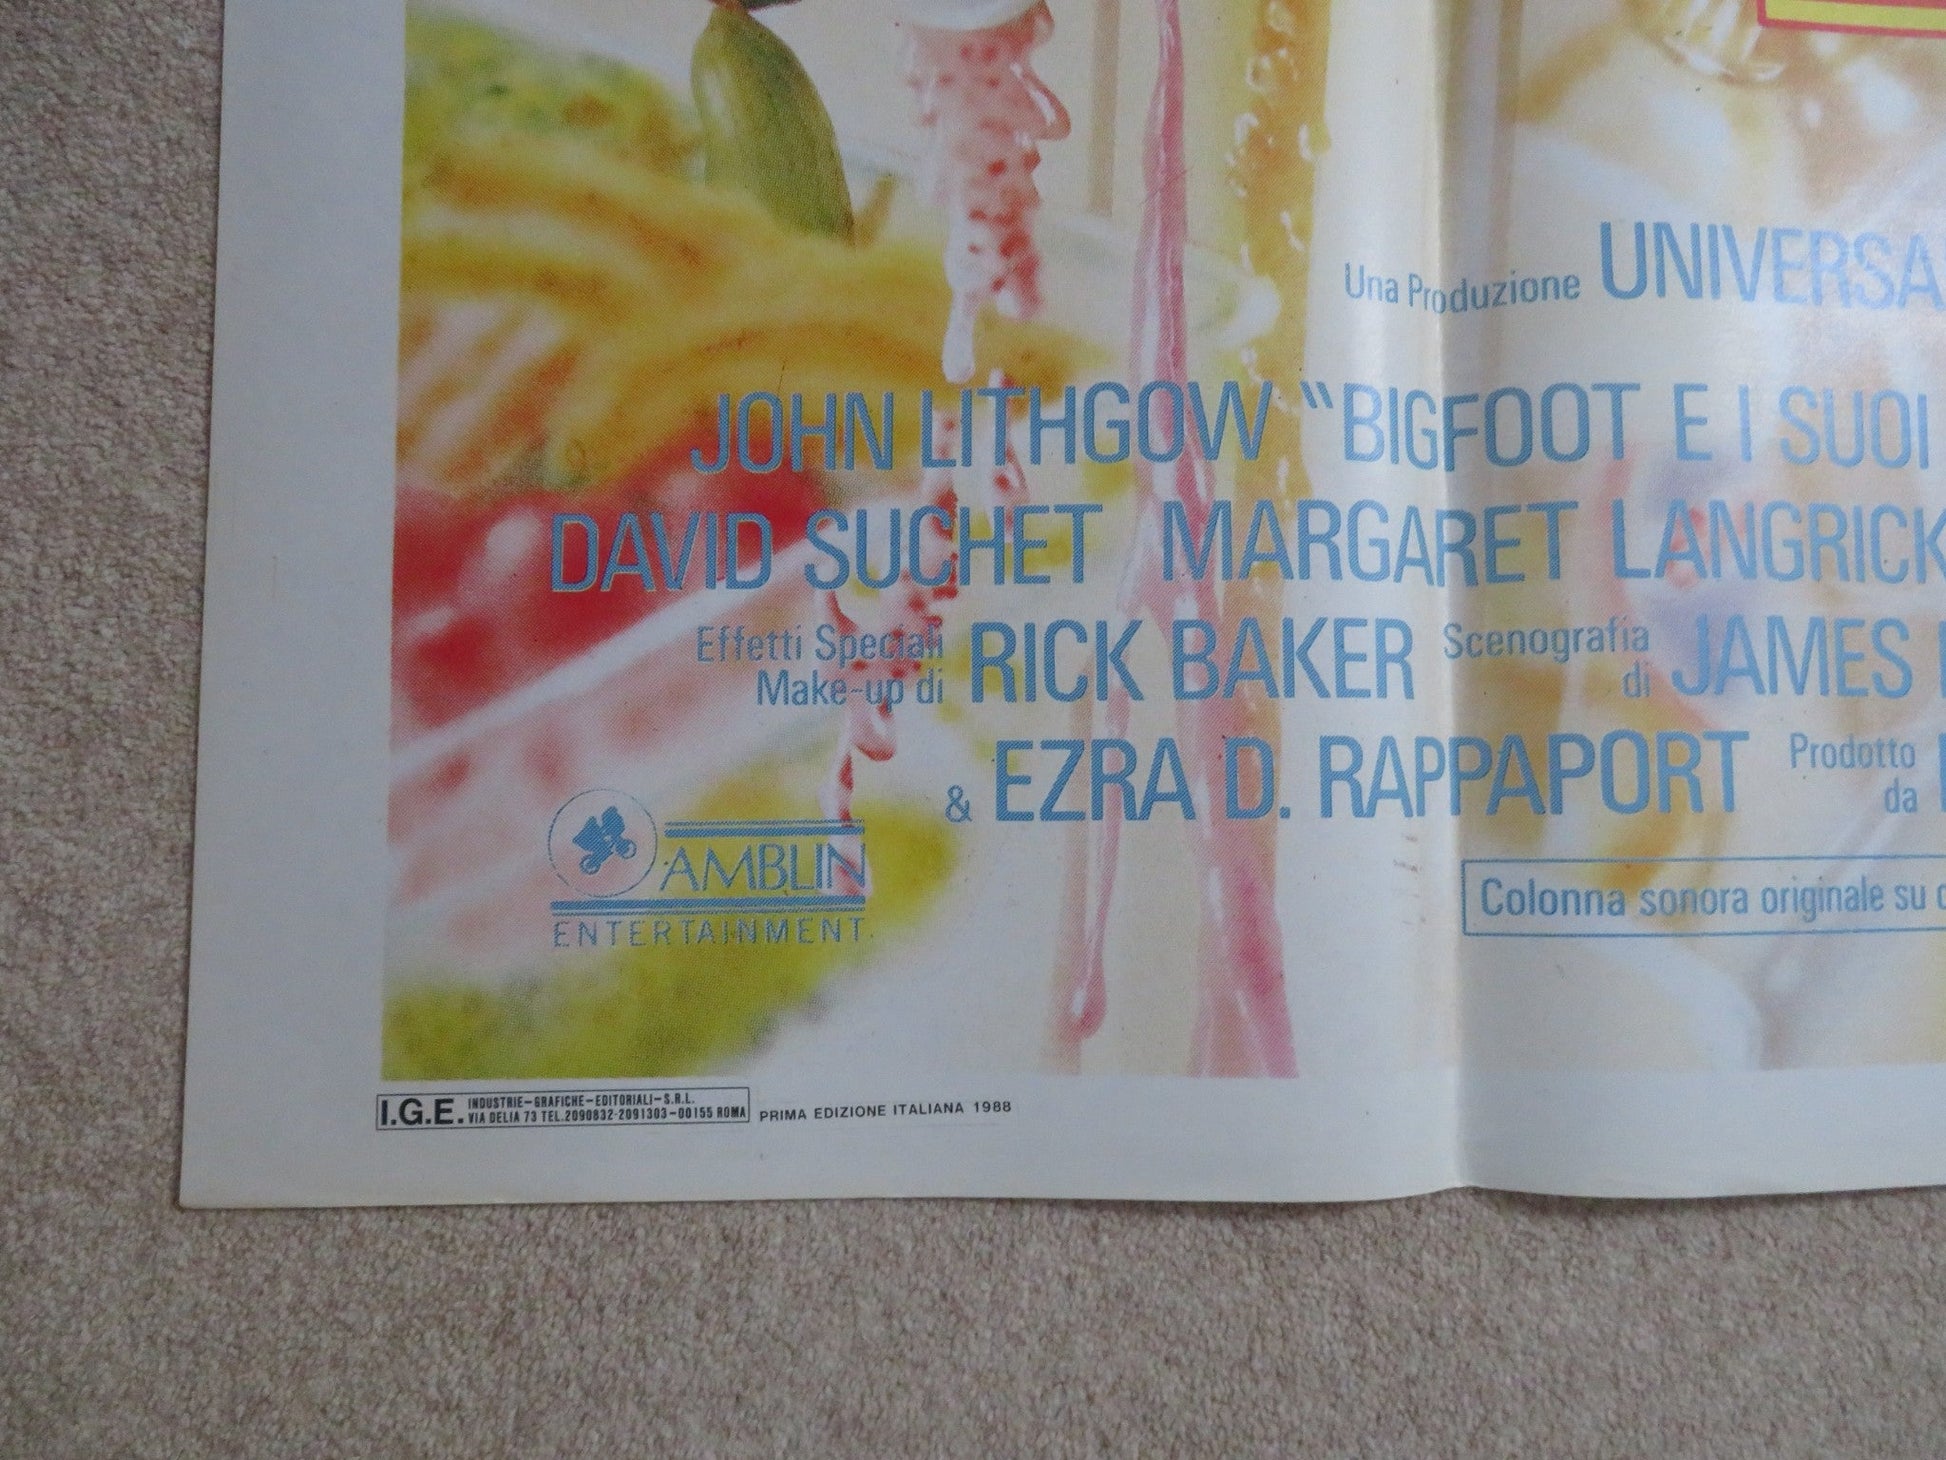 Una Produzione UNIVERSA
JOHN LITHGOW "BIGFOOT E I SUOI
DAVID SUCHET MARGARET LANGRICK
Effetti Speciali Make-up di RICK BAKER Scenografia di JAMES
& EZRA D. RAPPAPORT Prodotto da
AMBLIN
ENTERTAINMENT
Colonna sonora originale su
I.G.E. INDUSTRIE-GRAFICHE-EDITORIALI-S.R.L.
VIA DELIA 73 TEL. 2090832-2091303-00155 ROMA
PRIMA EDIZIONE ITALIANA 1988